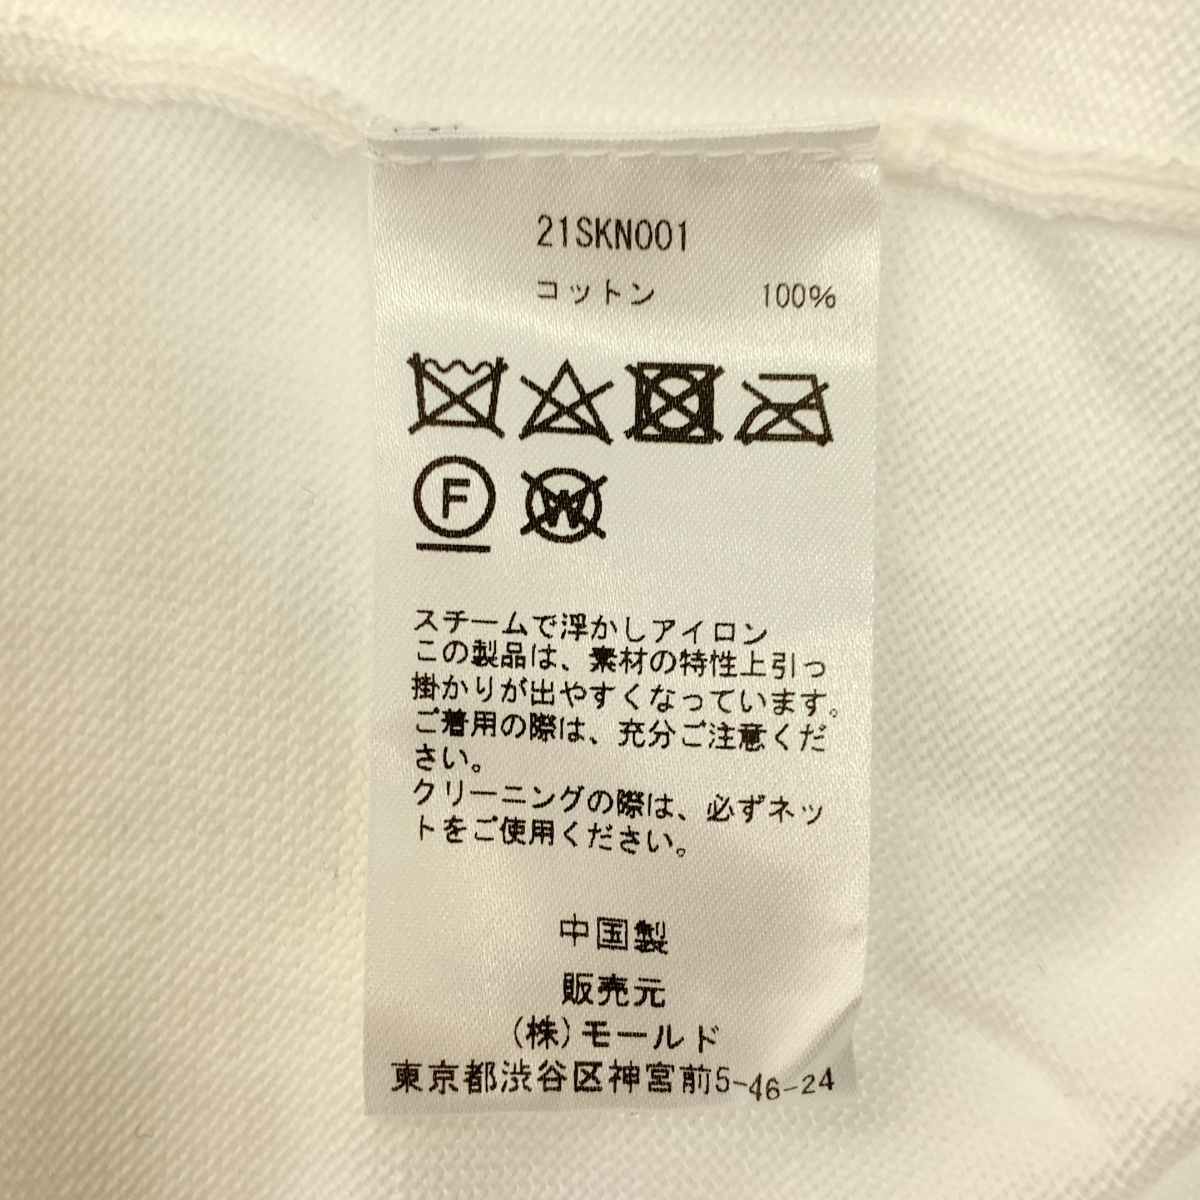 21SKN001
コットン 100%
F
W
スチームで浮かしアイロン
この製品は、素材の特性上引っ
掛かりが出やすくなっています。
ご着用の際は、充分ご注意くだ
さい。
クリーニングの際は、必ずネッ
トをご使用ください。
中国製
販売元
(株)モールド
東京都渋谷区神宮前5-46-24